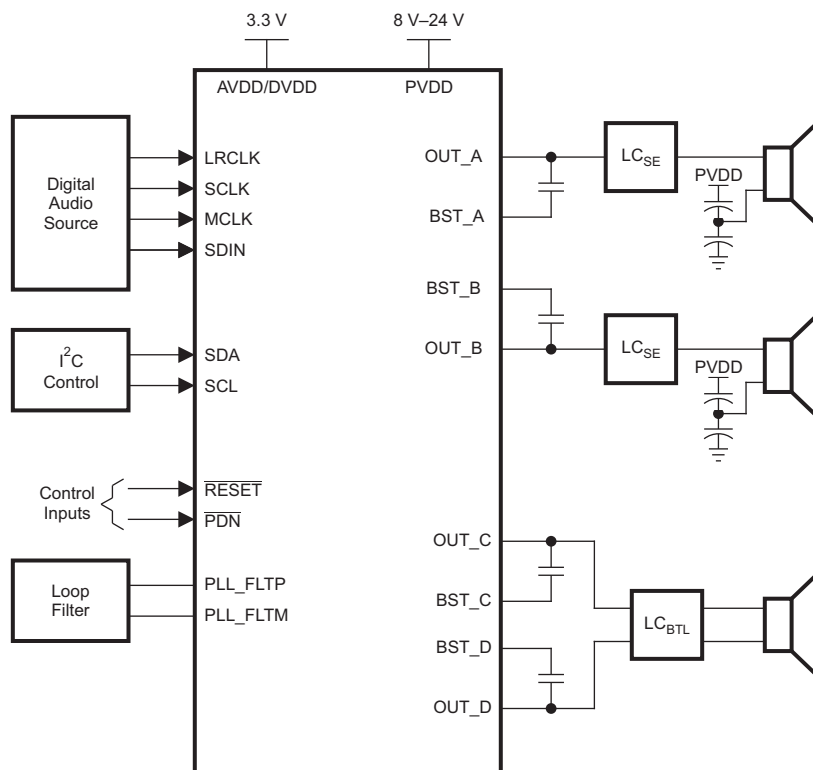 3.3 V
8 V–24 V
AVDD/DVDD
PVDD
Digital
Audio
Source
LRCLK
SCLK
MCLK
SDIN
I²C
Control
SDA
SCL
Control
Inputs
RESET
PDN
Loop
Filter
PLL_FLTP
PLL_FLTM
OUT_A
BST_A
LCSE
PVDD
BST_B
OUT_B
LCSE
PVDD
OUT_C
BST_C
BST_D
OUT_D
LCBTL